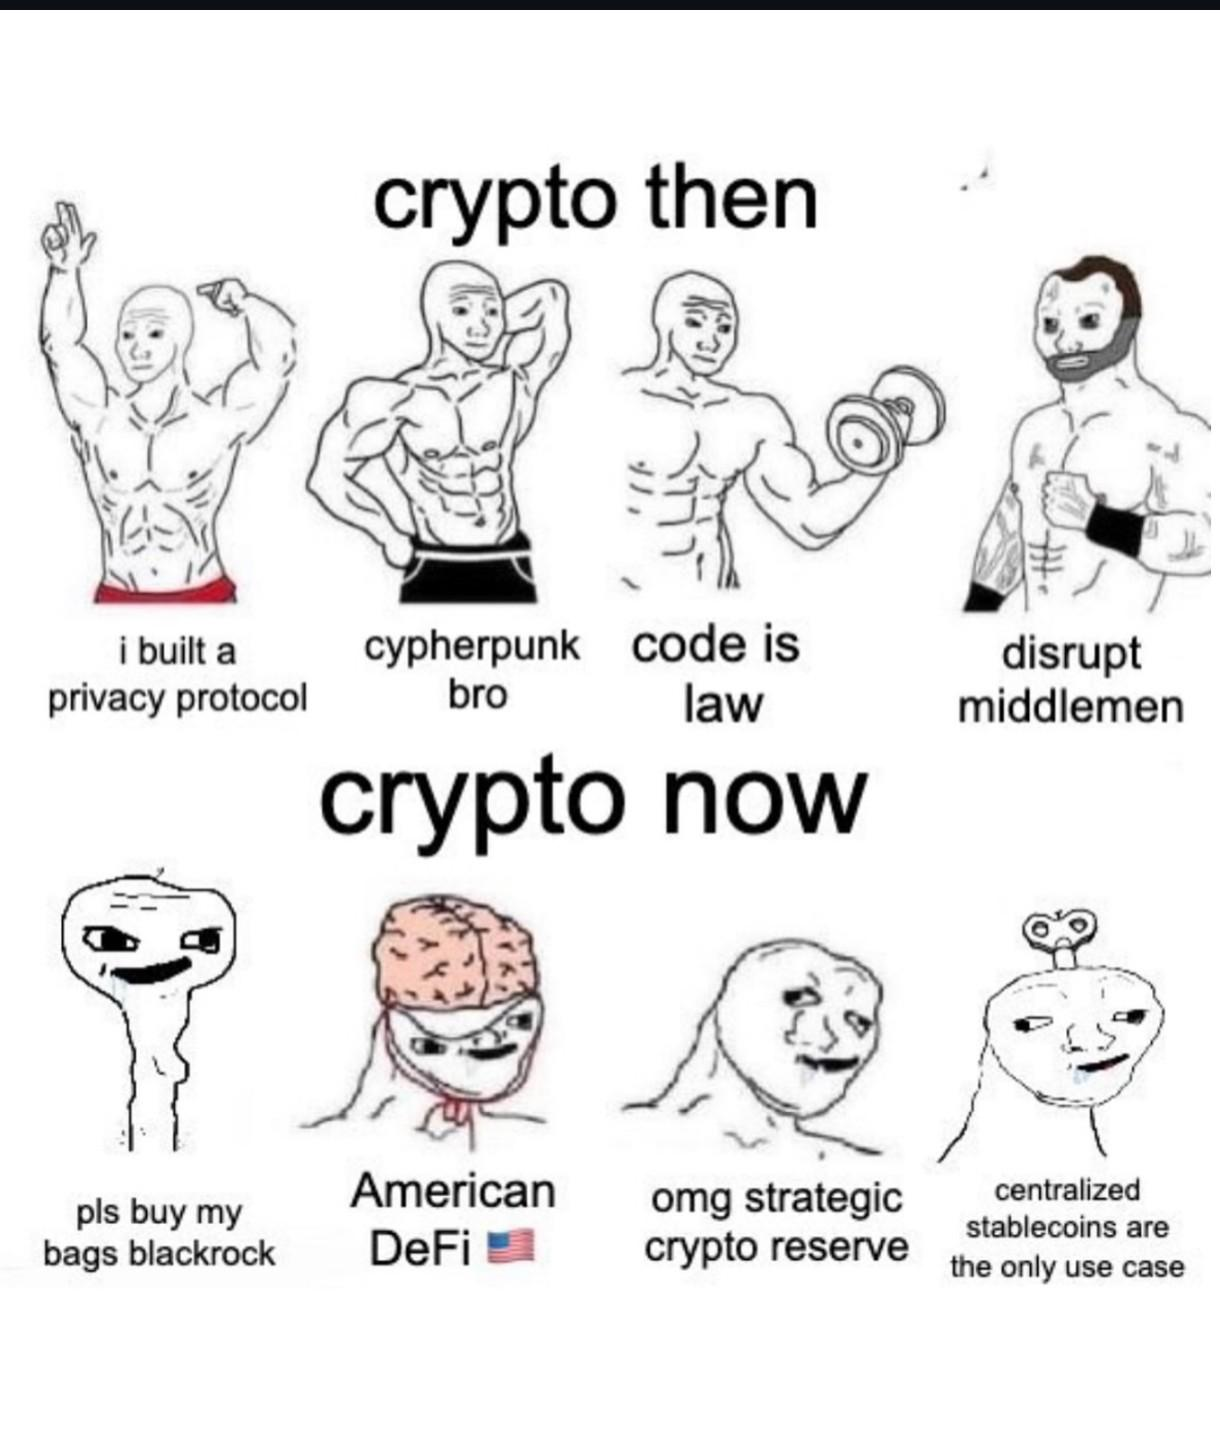 crypto then
i built a
privacy protocol
cypherpunk
bro
code is
law
disrupt
middlemen
crypto now
pls buy my
bags blackrock
American
DeFi 🇺🇸
omg strategic
crypto reserve
centralized
stablecoins are
the only use case